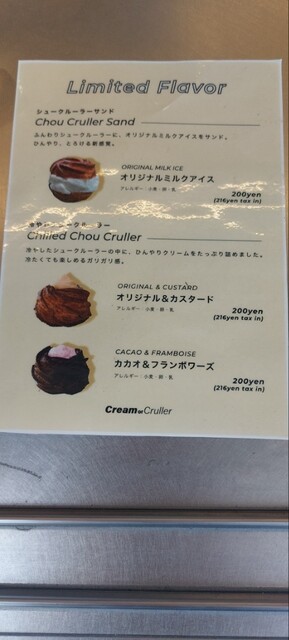 Limited Flavor
シュークルーラーサンド
Chou Cruller Sand
ふんわりシュークルーラーに、オリジナルミルクアイスをサンド。
ひんやり、とろける新感覚。
ORIGINAL MILK ICE
オリジナルミルクアイス
アレルギー：小麦・卵・乳
200yen
(216yen tax in)
Chilled Chou Cruller
冷やしたシュークルーラーの中に、ひんやりクリームをたっぷり詰めました。
冷たくても楽しめるガリガリ感。
ORIGINAL & CUSTARD
オリジナル&カスタード
アレルギー：小麦・卵・乳
200yen
(216yen tax in)
CACAO & FRAMBOISE
カカオ&フランボワーズ
アレルギー：小麦・卵・乳
200yen
(216yen tax in)
Cream or Cruller